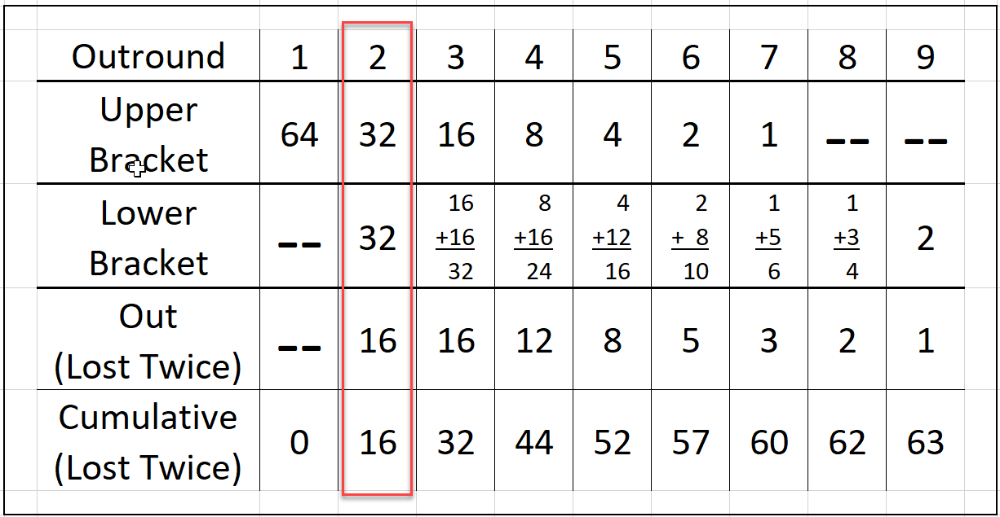 Outround 1 2 3 4 5 6 7 8 9
Upper
Bracket 64 32 16 8 4 2 1 -- --
Lower
Bracket -- 32 16 +16 32 8 +16 24 4 +12 16 2 + 8 10 1 +5 6 1 +3 4 2
Out
(Lost Twice) -- 16 16 12 8 5 3 2 1
Cumulative
(Lost Twice) 0 16 32 44 52 57 60 62 63